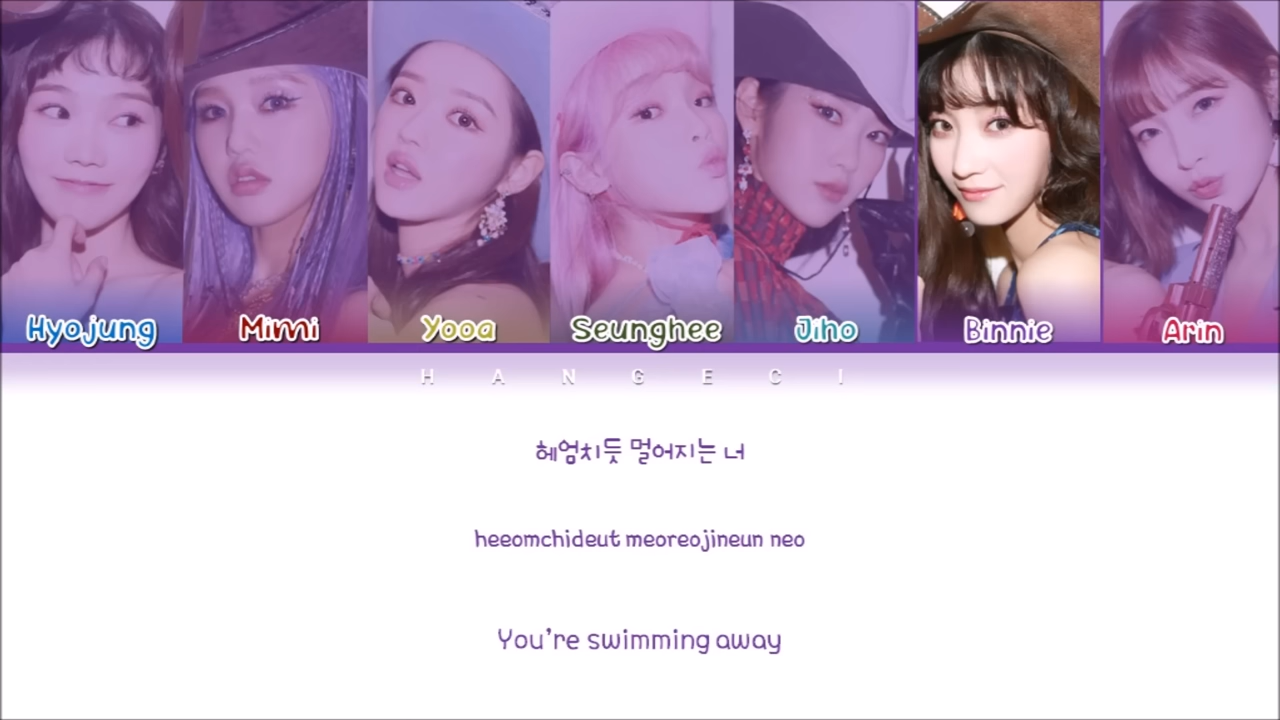 Hyojung Mimi Yooa Seunghee Jiho Binnie Arin
H A N G E C I
헤엄치듯 멀어지는 너
heeomchideut meoreojineun neo
You're swimming away